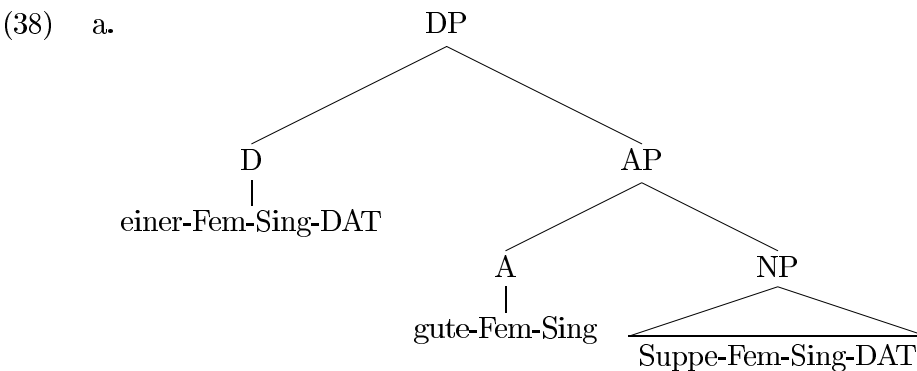 (38) a. DP
D AP
einer-Fem-Sing-DAT
A NP
gute-Fem-Sing
Suppe-Fem-Sing-DAT